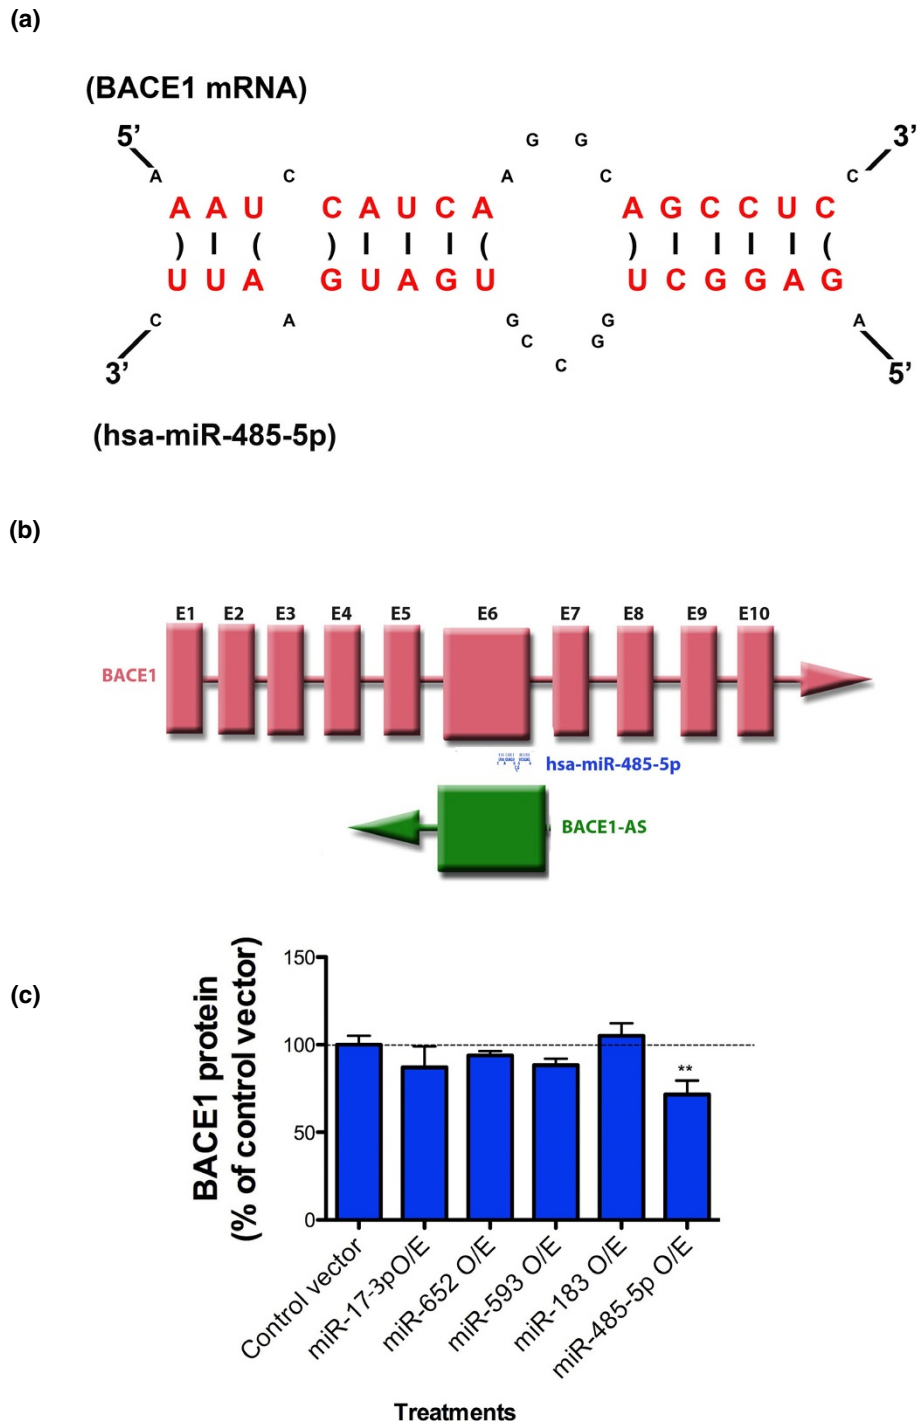 (a)
(BACE1 mRNA)
5’ 3’
G G
A C A C C
A A U C A U C A A G C C U C
) I ( ) I I I ( ) I I I I (
U U A G U A G U U C G G A G
C A G G A
C G
C
3’ 5’
(hsa-miR-485-5p)
(b)
E1 E2 E3 E4 E5 E6 E7 E8 E9 E10
BACE1
hsa-miR-485-5p
BACE1-AS
(c)
BACE1 protein
(% of control vector)
150
100
50
0
**
Control vector
miR-17-3pO/E
miR-652 O/E
miR-593 O/E
miR-183 O/E
miR-485-5p O/E
Treatments